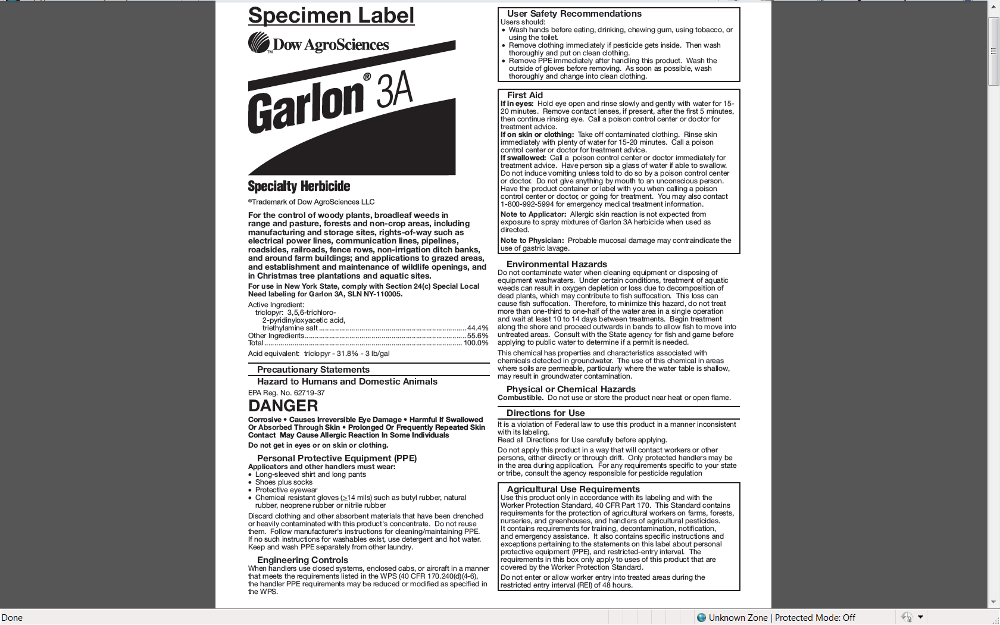 Specimen Label
Dow AgroSciences
TM
Garlon® 3A
Specialty Herbicide
®Trademark of Dow AgroSciences LLC
For the control of woody plants, broadleaf weeds in
range and pasture, forests and non-crop areas, including
manufacturing and storage sites, rights-of-way such as
electrical power lines, communication lines, pipelines,
roadsides, railroads, fence rows, non-irrigation ditch banks,
and around farm buildings; and applications to grazed areas,
and establishment and maintenance of wildlife openings, and
in Christmas tree plantations and aquatic sites.
For use in New York State, comply with Section 24(c) Special Local
Need labeling for Garlon 3A, SLN NY-110005.
Active Ingredient:
triclopyr: 3,5,6-trichloro-
2-pyridinyloxyacetic acid,
triethylamine salt ........................................................................ 44.4%
Other Ingredients ............................................................................... 55.6%
Total ................................................................................................. 100.0%
Acid equivalent: triclopyr - 31.8% - 3 lb/gal
Precautionary Statements
Hazard to Humans and Domestic Animals
EPA Reg. No. 62719-37
DANGER
Corrosive • Causes Irreversible Eye Damage • Harmful If Swallowed
Or Absorbed Through Skin • Prolonged Or Frequently Repeated Skin
Contact May Cause Allergic Reaction In Some Individuals
Do not get in eyes or on skin or clothing.
Personal Protective Equipment (PPE)
Applicators and other handlers must wear:
• Long-sleeved shirt and long pants
• Shoes plus socks
• Protective eyewear
• Chemical resistant gloves (≥14 mils) such as butyl rubber, natural
rubber, neoprene rubber or nitrile rubber
Discard clothing and other absorbent materials that have been drenched
or heavily contaminated with this product's concentrate. Do not reuse
them. Follow manufacturer's instructions for cleaning/maintaining PPE.
If no such instructions for washables exist, use detergent and hot water.
Keep and wash PPE separately from other laundry.
Engineering Controls
When handlers use closed systems, enclosed cabs, or aircraft in a manner
that meets the requirements listed in the WPS (40 CFR 170.240(d)(4-6),
the handler PPE requirements may be reduced or modified as specified in
the WPS.
User Safety Recommendations
Users should:
• Wash hands before eating, drinking, chewing gum, using tobacco, or
using the toilet.
• Remove clothing immediately if pesticide gets inside. Then wash
thoroughly and put on clean clothing.
• Remove PPE immediately after handling this product. Wash the
outside of gloves before removing. As soon as possible, wash
thoroughly and change into clean clothing.
First Aid
If in eyes: Hold eye open and rinse slowly and gently with water for 15-
20 minutes. Remove contact lenses, if present, after the first 5 minutes,
then continue rinsing eye. Call a poison control center or doctor for
treatment advice.
If on skin or clothing: Take off contaminated clothing. Rinse skin
immediately with plenty of water for 15-20 minutes. Call a poison
control center or doctor for treatment advice.
If swallowed: Call a poison control center or doctor immediately for
treatment advice. Have person sip a glass of water if able to swallow.
Do not induce vomiting unless told to do so by a poison control center
or doctor. Do not give anything by mouth to an unconscious person.
Have the product container or label with you when calling a poison
control center or doctor, or going for treatment. You may also contact
1-800-992-5994 for emergency medical treatment information.
Note to Applicator: Allergic skin reaction is not expected from
exposure to spray mixtures of Garlon 3A herbicide when used as
directed.
Note to Physician: Probable mucosal damage may contraindicate the
use of gastric lavage.
Environmental Hazards
Do not contaminate water when cleaning equipment or disposing of
equipment washwaters. Under certain conditions, treatment of aquatic
weeds can result in oxygen depletion or loss due to decomposition of
dead plants, which may contribute to fish suffocation. This loss can
cause fish suffocation. Therefore, to minimize this hazard, do not treat
more than one-third to one-half of the water area in a single operation
and wait at least 10 to 14 days between treatments. Begin treatment
along the shore and proceed outwards in bands to allow fish to move into
untreated areas. Consult with the State agency for fish and game before
applying to public water to determine if a permit is needed.
This chemical has properties and characteristics associated with
chemicals detected in groundwater. The use of this chemical in areas
where soils are permeable, particularly where the water table is shallow,
may result in groundwater contamination.
Physical or Chemical Hazards
Combustible. Do not use or store the product near heat or open flame.
Directions for Use
It is a violation of Federal law to use this product in a manner inconsistent
with its labeling.
Read all Directions for Use carefully before applying.
Do not apply this product in a way that will contact workers or other
persons, either directly or through drift. Only protected handlers may be
in the area during application. For any requirements specific to your state
or tribe, consult the agency responsible for pesticide regulation
Agricultural Use Requirements
Use this product only in accordance with its labeling and with the
Worker Protection Standard, 40 CFR Part 170. This Standard contains
requirements for the protection of agricultural workers on farms, forests,
nurseries, and greenhouses, and handlers of agricultural pesticides.
It contains requirements for training, decontamination, notification,
and emergency assistance. It also contains specific instructions and
exceptions pertaining to the statements on this label about personal
protective equipment (PPE), and restricted-entry interval. The
requirements in this box only apply to uses of this product that are
covered by the Worker Protection Standard.
Do not enter or allow worker entry into treated areas during the
restricted entry interval (REI) of 48 hours.
Done
Unknown Zone | Protected Mode: Off